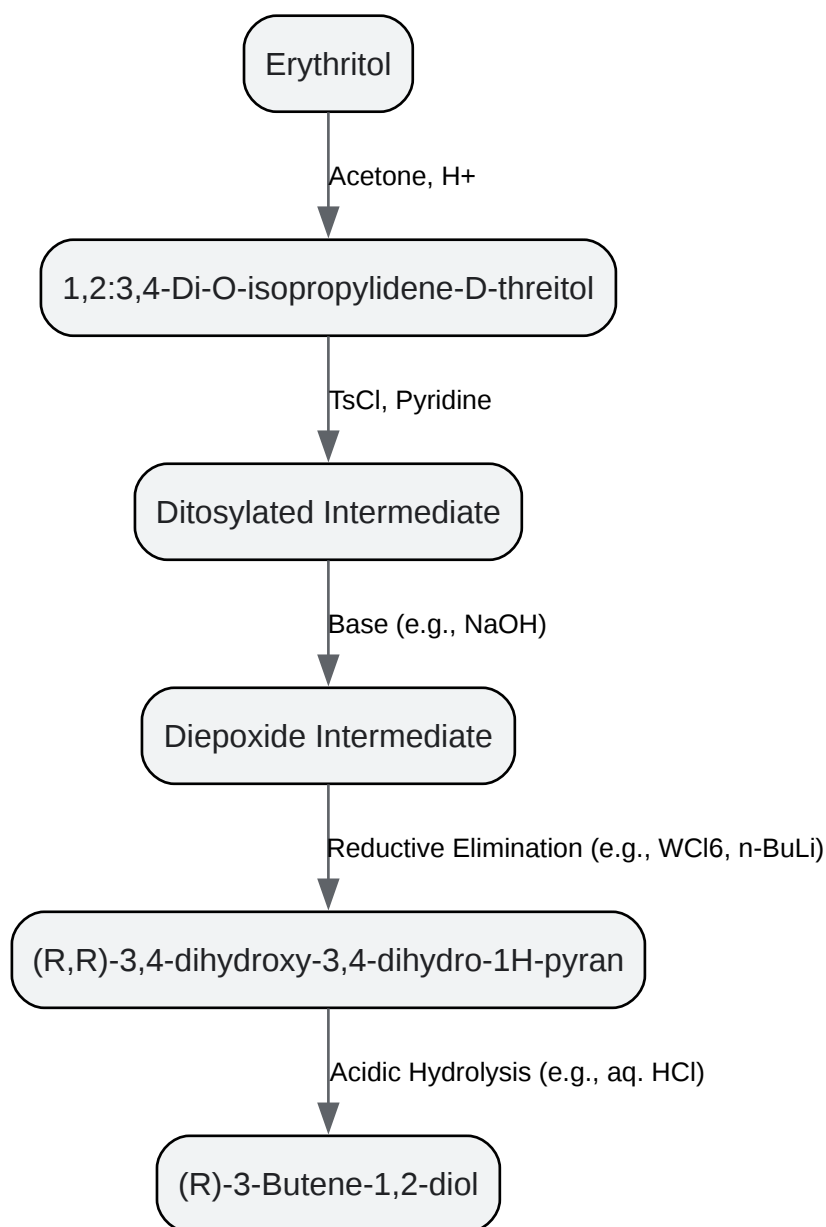 Erythritol
Acetone, H+
1,2:3,4-Di-O-isopropylidene-D-threitol
TsCl, Pyridine
Ditosylated Intermediate
Base (e.g., NaOH)
Diepoxide Intermediate
Reductive Elimination (e.g., WCl6, n-BuLi)
(R,R)-3,4-dihydroxy-3,4-dihydro-1H-pyran
Acidic Hydrolysis (e.g., aq. HCl)
(R)-3-Butene-1,2-diol